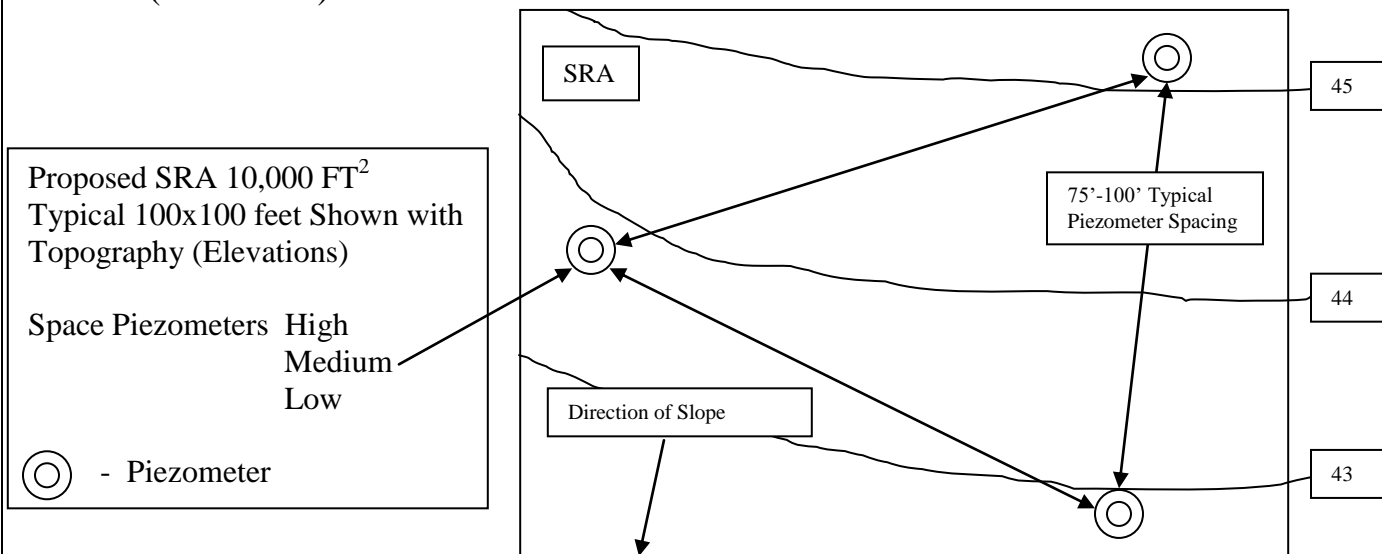 SRA
45
Proposed SRA 10,000 FT²
Typical 100x100 feet Shown with
Topography (Elevations)
75’-100’ Typical
Piezometer Spacing
44
Space Piezometers High
Medium
Low
Direction of Slope
- Piezometer
43